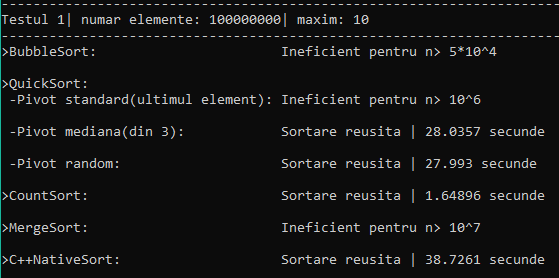 Testul 1| numar elemente: 100000000| maxim: 10
>BubbleSort: Ineficient pentru n> 5*10^4
>QuickSort:
-Pivot standard(ultimul element): Ineficient pentru n> 10^6
-Pivot mediana(din 3): Sortare reusita | 28.0357 secunde
-Pivot random: Sortare reusita | 27.993 secunde
>CountSort: Sortare reusita | 1.64896 secunde
>MergeSort: Ineficient pentru n> 10^7
>C++NativeSort: Sortare reusita | 38.7261 secunde